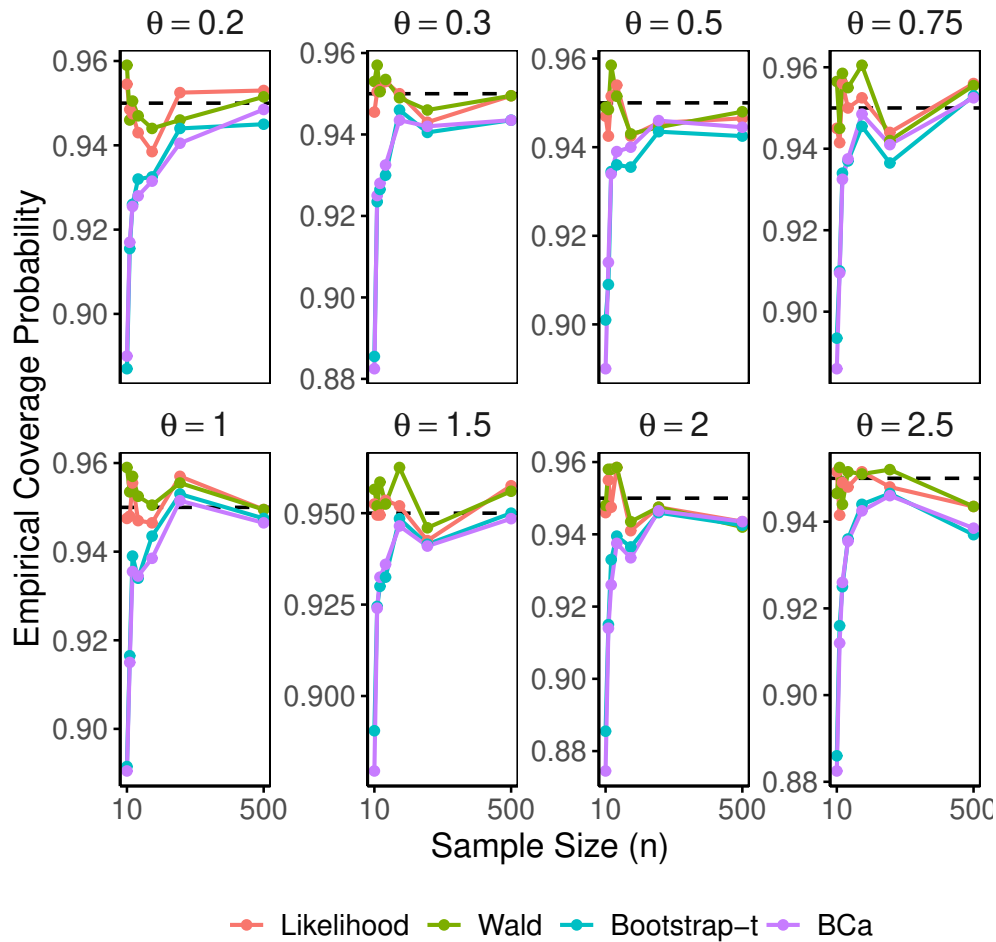 θ = 0.2 θ = 0.3 θ = 0.5 θ = 0.75
0.96 0.94 0.92 0.90
0.96 0.94 0.92 0.90 0.88
0.96 0.94 0.92 0.90
0.96 0.94 0.92 0.90
Empirical Coverage Probability
θ = 1 θ = 1.5 θ = 2 θ = 2.5
0.96 0.94 0.92 0.90
0.950 0.925 0.900
0.96 0.94 0.92 0.90 0.88
0.94 0.92 0.90 0.88
10 500 10 500 10 500 10 500
Sample Size (n)
Likelihood Wald Bootstrap−t BCa